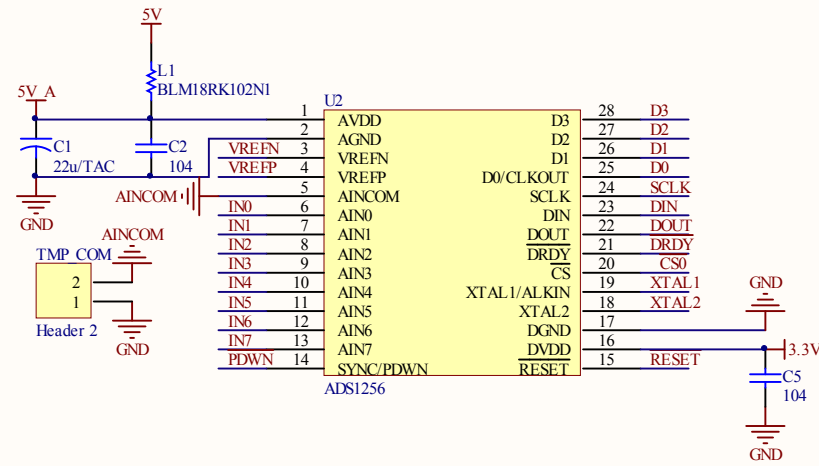 5V
L1
BLM18RK102N1
5V_A
C1
22u/TAC
C2
104
GND
U2
1 AVDD
2 AGND
VREFN 3 VREFN
VREFP 4 VREFP
AINCOM 5 AINCOM
IN0 6 AIN0
IN1 7 AIN1
IN2 8 AIN2
IN3 9 AIN3
IN4 10 AIN4
IN5 11 AIN5
IN6 12 AIN6
IN7 13 AIN7
PDWN 14 SYNC/PDWN
D3 28 D3
D2 27 D2
D1 26 D1
D0/CLKOUT 25 D0
SCLK 24 SCLK
DIN 23 DIN
DOUT 22 DOUT
DRDY 21 DRDY
CS 20 CS0
XTAL1/ALKIN 19 XTAL1
XTAL2 18 XTAL2
DGND 17
DVDD 16
RESET 15 RESET
ADS1256
AINCOM
TMP_COM
2
1
Header 2
GND
GND
3.3V
C5
104
GND